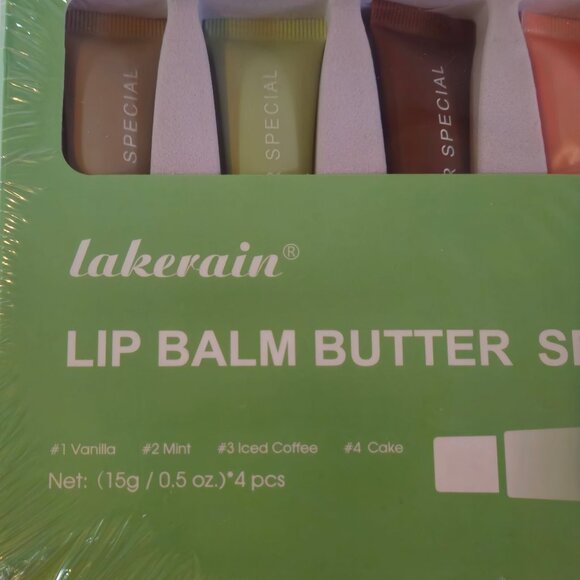 SPECIAL
R SPECIAL
R SPECIAL
lakerain®
LIP BALM BUTTER
#1 Vanilla #2 Mint #3 Iced Coffee #4 Cake
Net: (15g / 0.5 oz.)*4 pcs